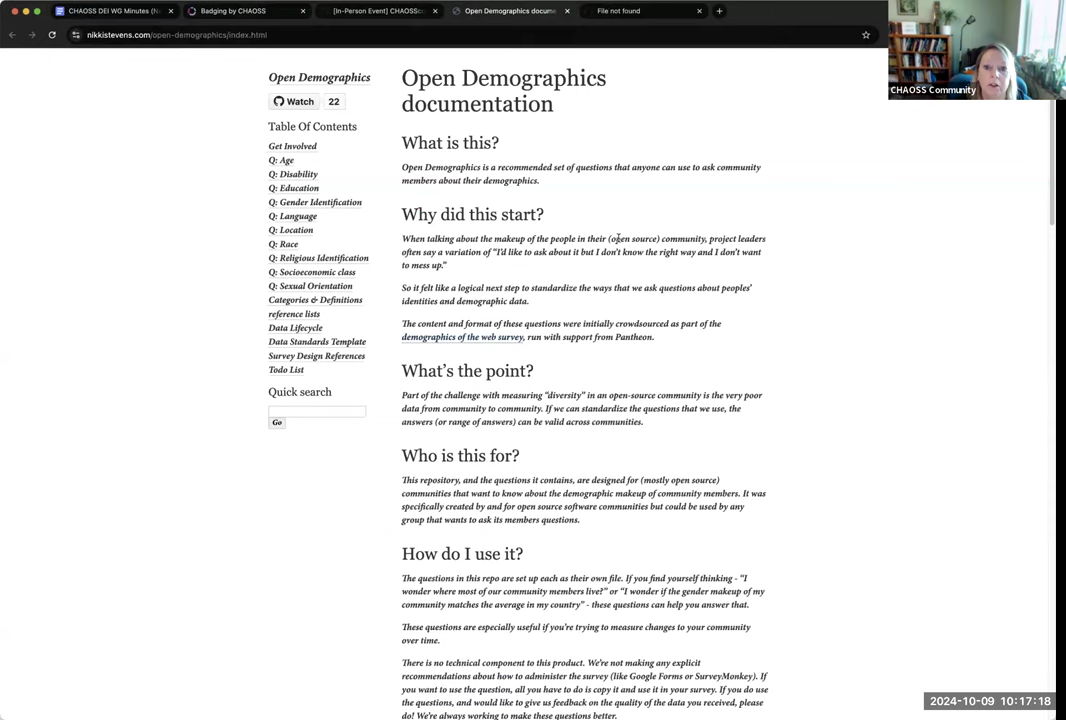 CHAOSS DEI WG Minutes (N
Badging by CHAOSS
[In-Person Event] CHAOSSco
Open Demographics docume
File not found
nikkistevens.com/open-demographics/index.html
CHAOSS Community
Open Demographics
Watch 22
Table Of Contents
Get Involved
Q: Age
Q: Disability
Q: Education
Q: Gender Identification
Q: Language
Q: Location
Q: Race
Q: Religious Identification
Q: Socioeconomic class
Q: Sexual Orientation
Categories & Definitions
reference lists
Data Lifecycle
Data Standards Template
Survey Design References
Todo List
Quick search
Go
Open Demographics
documentation
What is this?
Open Demographics is a recommended set of questions that anyone can use to ask community
members about their demographics.
Why did this start?
When talking about the makeup of the people in their (open source) community, project leaders
often say a variation of “I’d like to ask about it but I don’t know the right way and I don’t want
to mess up.”
So it felt like a logical next step to standardize the ways that we ask questions about peoples’
identities and demographic data.
The content and format of these questions were initially crowdsourced as part of the
demographics of the web survey, run with support from Pantheon.
What’s the point?
Part of the challenge with measuring “diversity” in an open-source community is the very poor
data from community to community. If we can standardize the questions that we use, the
answers (or range of answers) can be valid across communities.
Who is this for?
This repository, and the questions it contains, are designed for (mostly open source)
communities that want to know about the demographic makeup of community members. It was
specifically created by and for open source software communities but could be used by any
group that wants to ask its members questions.
How do I use it?
The questions in this repo are set up each as their own file. If you find yourself thinking - “I
wonder where most of our community members live?” or “I wonder if the gender makeup of my
community matches the average in my country” - these questions can help you answer that.
These questions are especially useful if you’re trying to measure changes to your community
over time.
There is no technical component to this product. We’re not making any explicit
recommendations about how to administer the survey (like Google Forms or SurveyMonkey). If
you want to use the question, all you have to do is copy it and use it in your survey. If you do use
the questions, and would like to give us feedback on the quality of the data you received, please
do! We’re always working to make these questions better.
2024-10-09 10:17:18